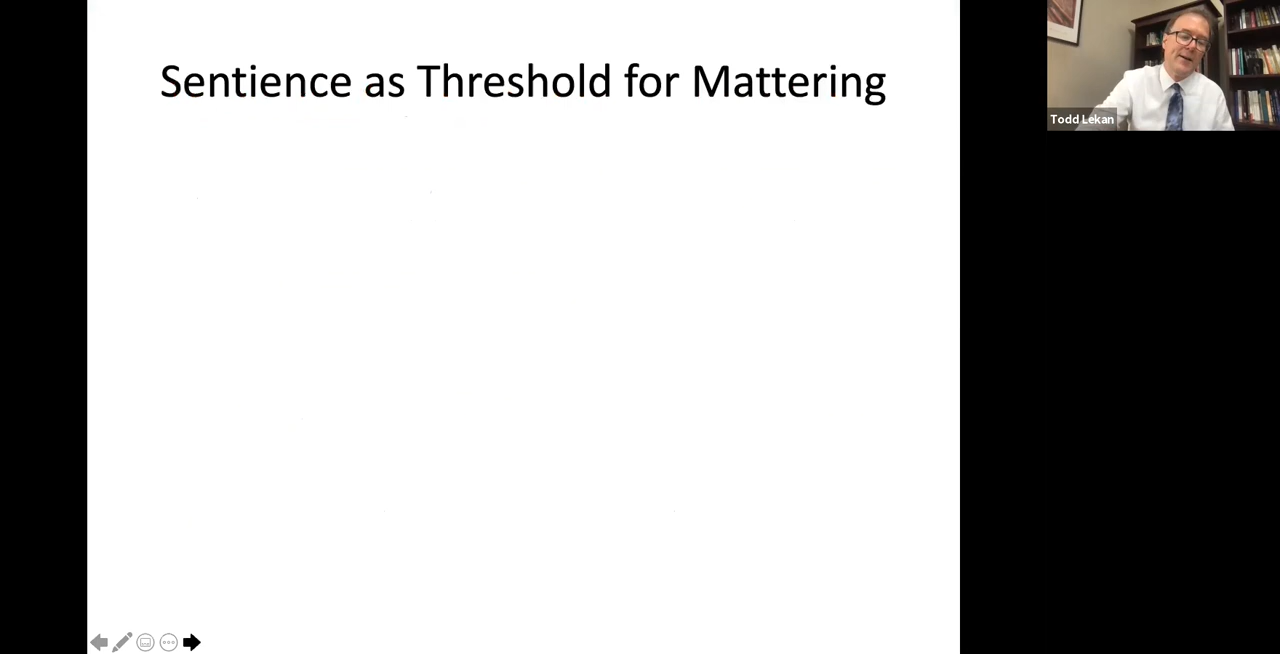 Sentience as Threshold for Mattering
Todd Lekan